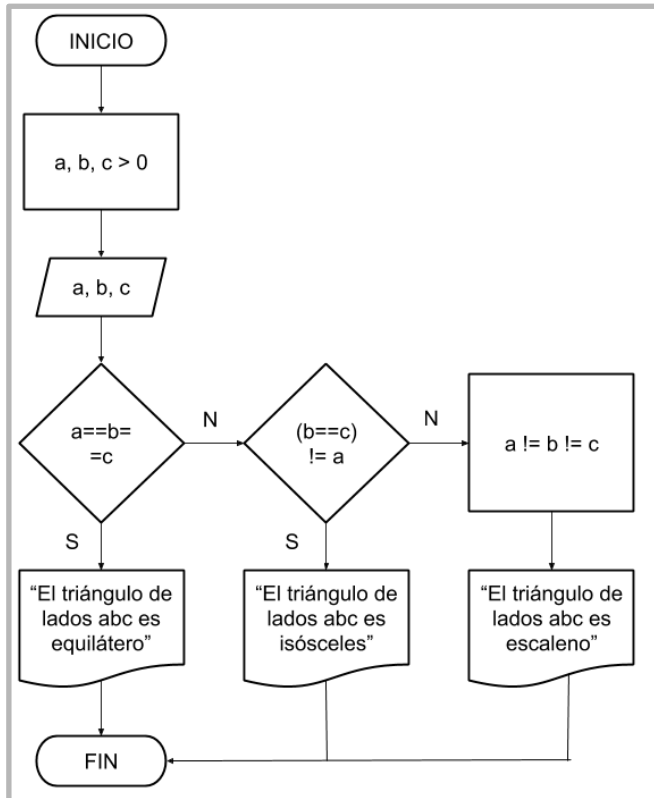 INICIO
a, b, c > 0
a, b, c
a==b=
=c
N
(b==c)
!= a
N
a != b != c
S
S
“El triángulo de
lados abc es
equilátero”
“El triángulo de
lados abc es
isósceles”
“El triángulo de
lados abc es
escaleno”
FIN